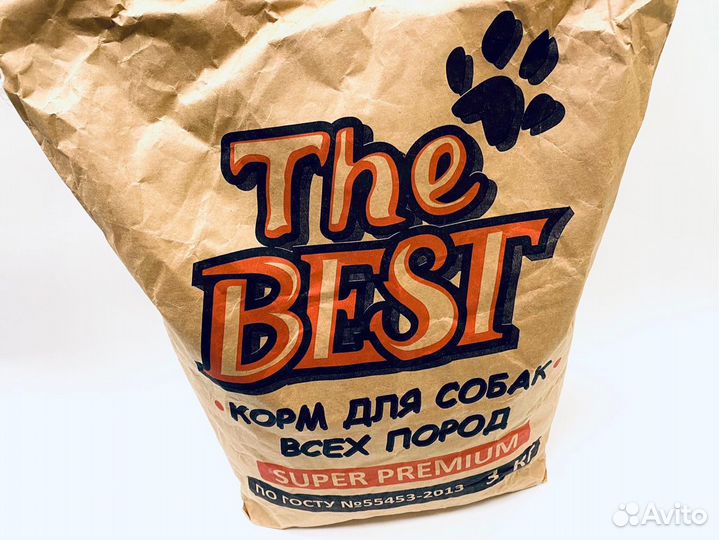 The
BEST
• КОРМ ДЛЯ СОБАК •
ВСЕХ ПОРОД
SUPER PREMIUM
ПО ГОСТУ №55453-2013 3 КГ
Avito